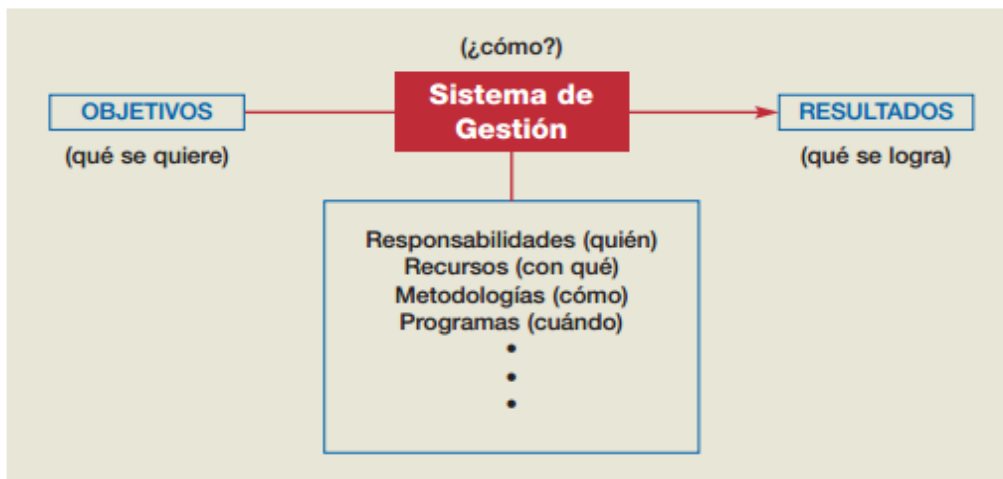 (¿cómo?)
Sistema de
Gestión
OBJETIVOS
(qué se quiere)
RESULTADOS
(qué se logra)
Responsabilidades (quién)
Recursos (con qué)
Metodologías (cómo)
Programas (cuándo)
•
•
•